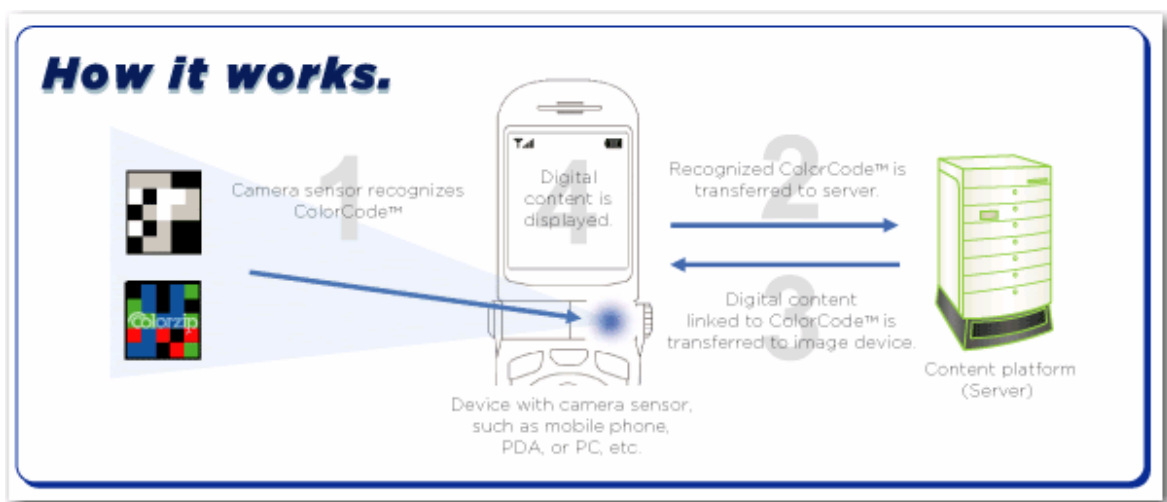 How it works.
1
Camera sensor recognizes
ColorCode™
Colorzip
4
Digital
content is
displayed.
Device with camera sensor,
such as mobile phone,
PDA, or PC, etc.
2
Recognized ColorCode™ is
transferred to server.
3
Digital content
linked to ColorCode™ is
transferred to image device.
Content platform
(Server)